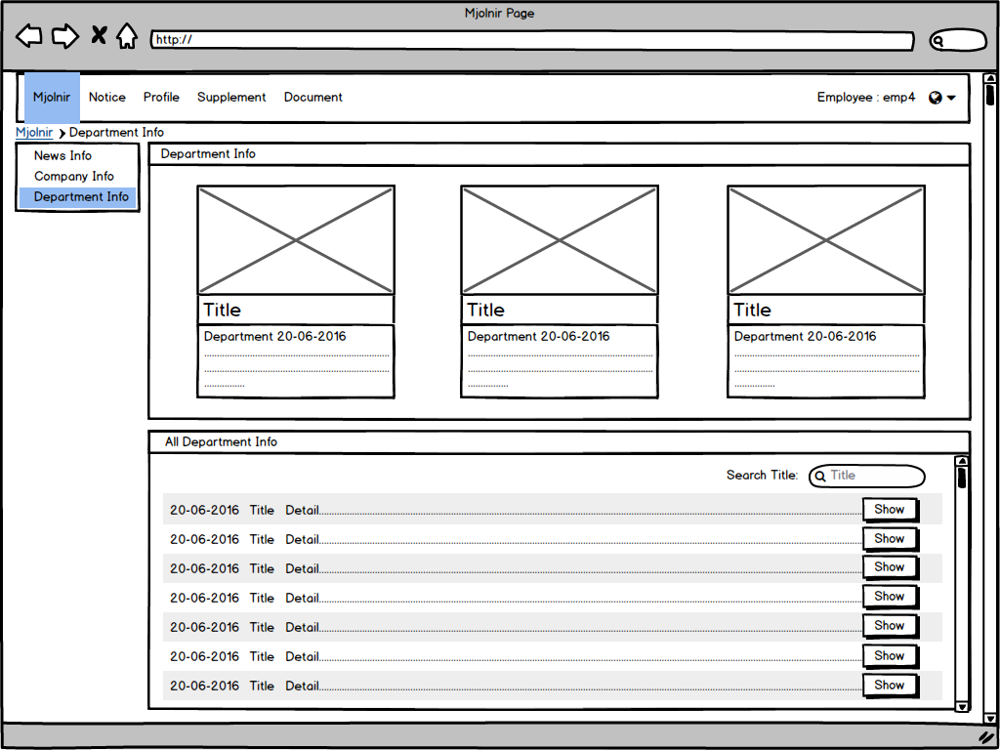 Mjolnir Page
http://
Mjolnir Notice Profile Supplement Document Employee : emp4
Mjolnir Department Info
News Info
Company Info
Department Info
Department Info
Title Title Title
Department 20-06-2016 Department 20-06-2016 Department 20-06-2016
All Department Info
Search Title: Title
20-06-2016 Title Detail Show
20-06-2016 Title Detail Show
20-06-2016 Title Detail Show
20-06-2016 Title Detail Show
20-06-2016 Title Detail Show
20-06-2016 Title Detail Show
20-06-2016 Title Detail Show